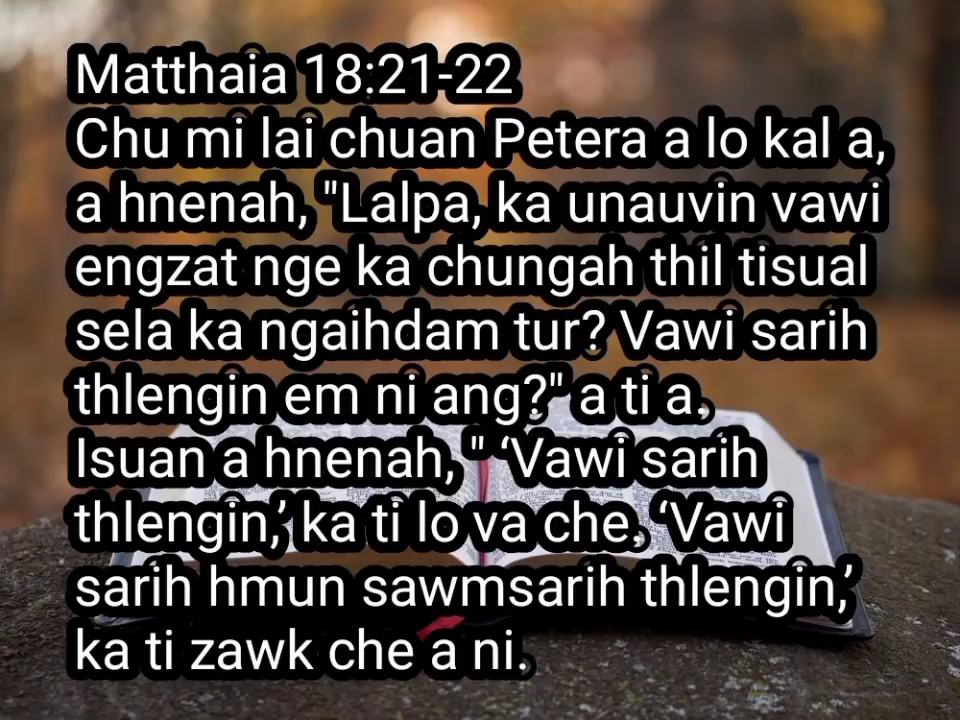 Matthaia 18:21-22
Chu mi lai chuan Petera a lo kal a,
a hnenah, "Lalpa, ka unauvin vawi
engzat nge ka chungah thil tisual
sela ka ngaihdam tur? Vawi sarih
thlengin em ni ang?" a ti a.
Isuan a hnenah, " ‘Vawi sarih
thlengin,’ ka ti lo va che. ‘Vawi
sarih hmun sawmsarih thlengin,’
ka ti zawk che a ni.